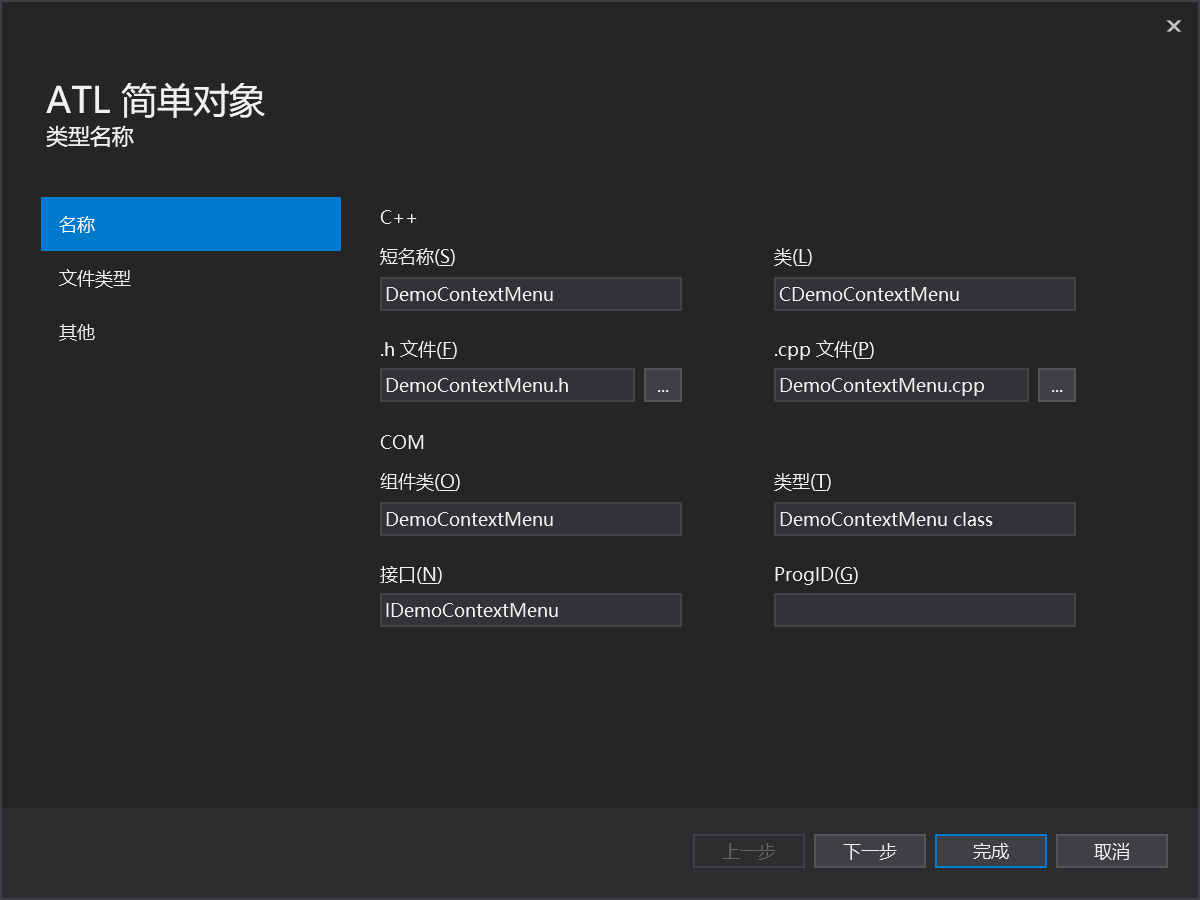 ATL 简单对象
类型名称
名称
文件类型
其他
C++
短名称(S)
类(L)
DemoContextMenu
CDemoContextMenu
.h 文件(F)
.cpp 文件(P)
DemoContextMenu.h
...
DemoContextMenu.cpp
...
COM
组件类(O)
类型(T)
DemoContextMenu
DemoContextMenu class
接口(N)
ProgID(G)
IDemoContextMenu
上一步
下一步
完成
取消